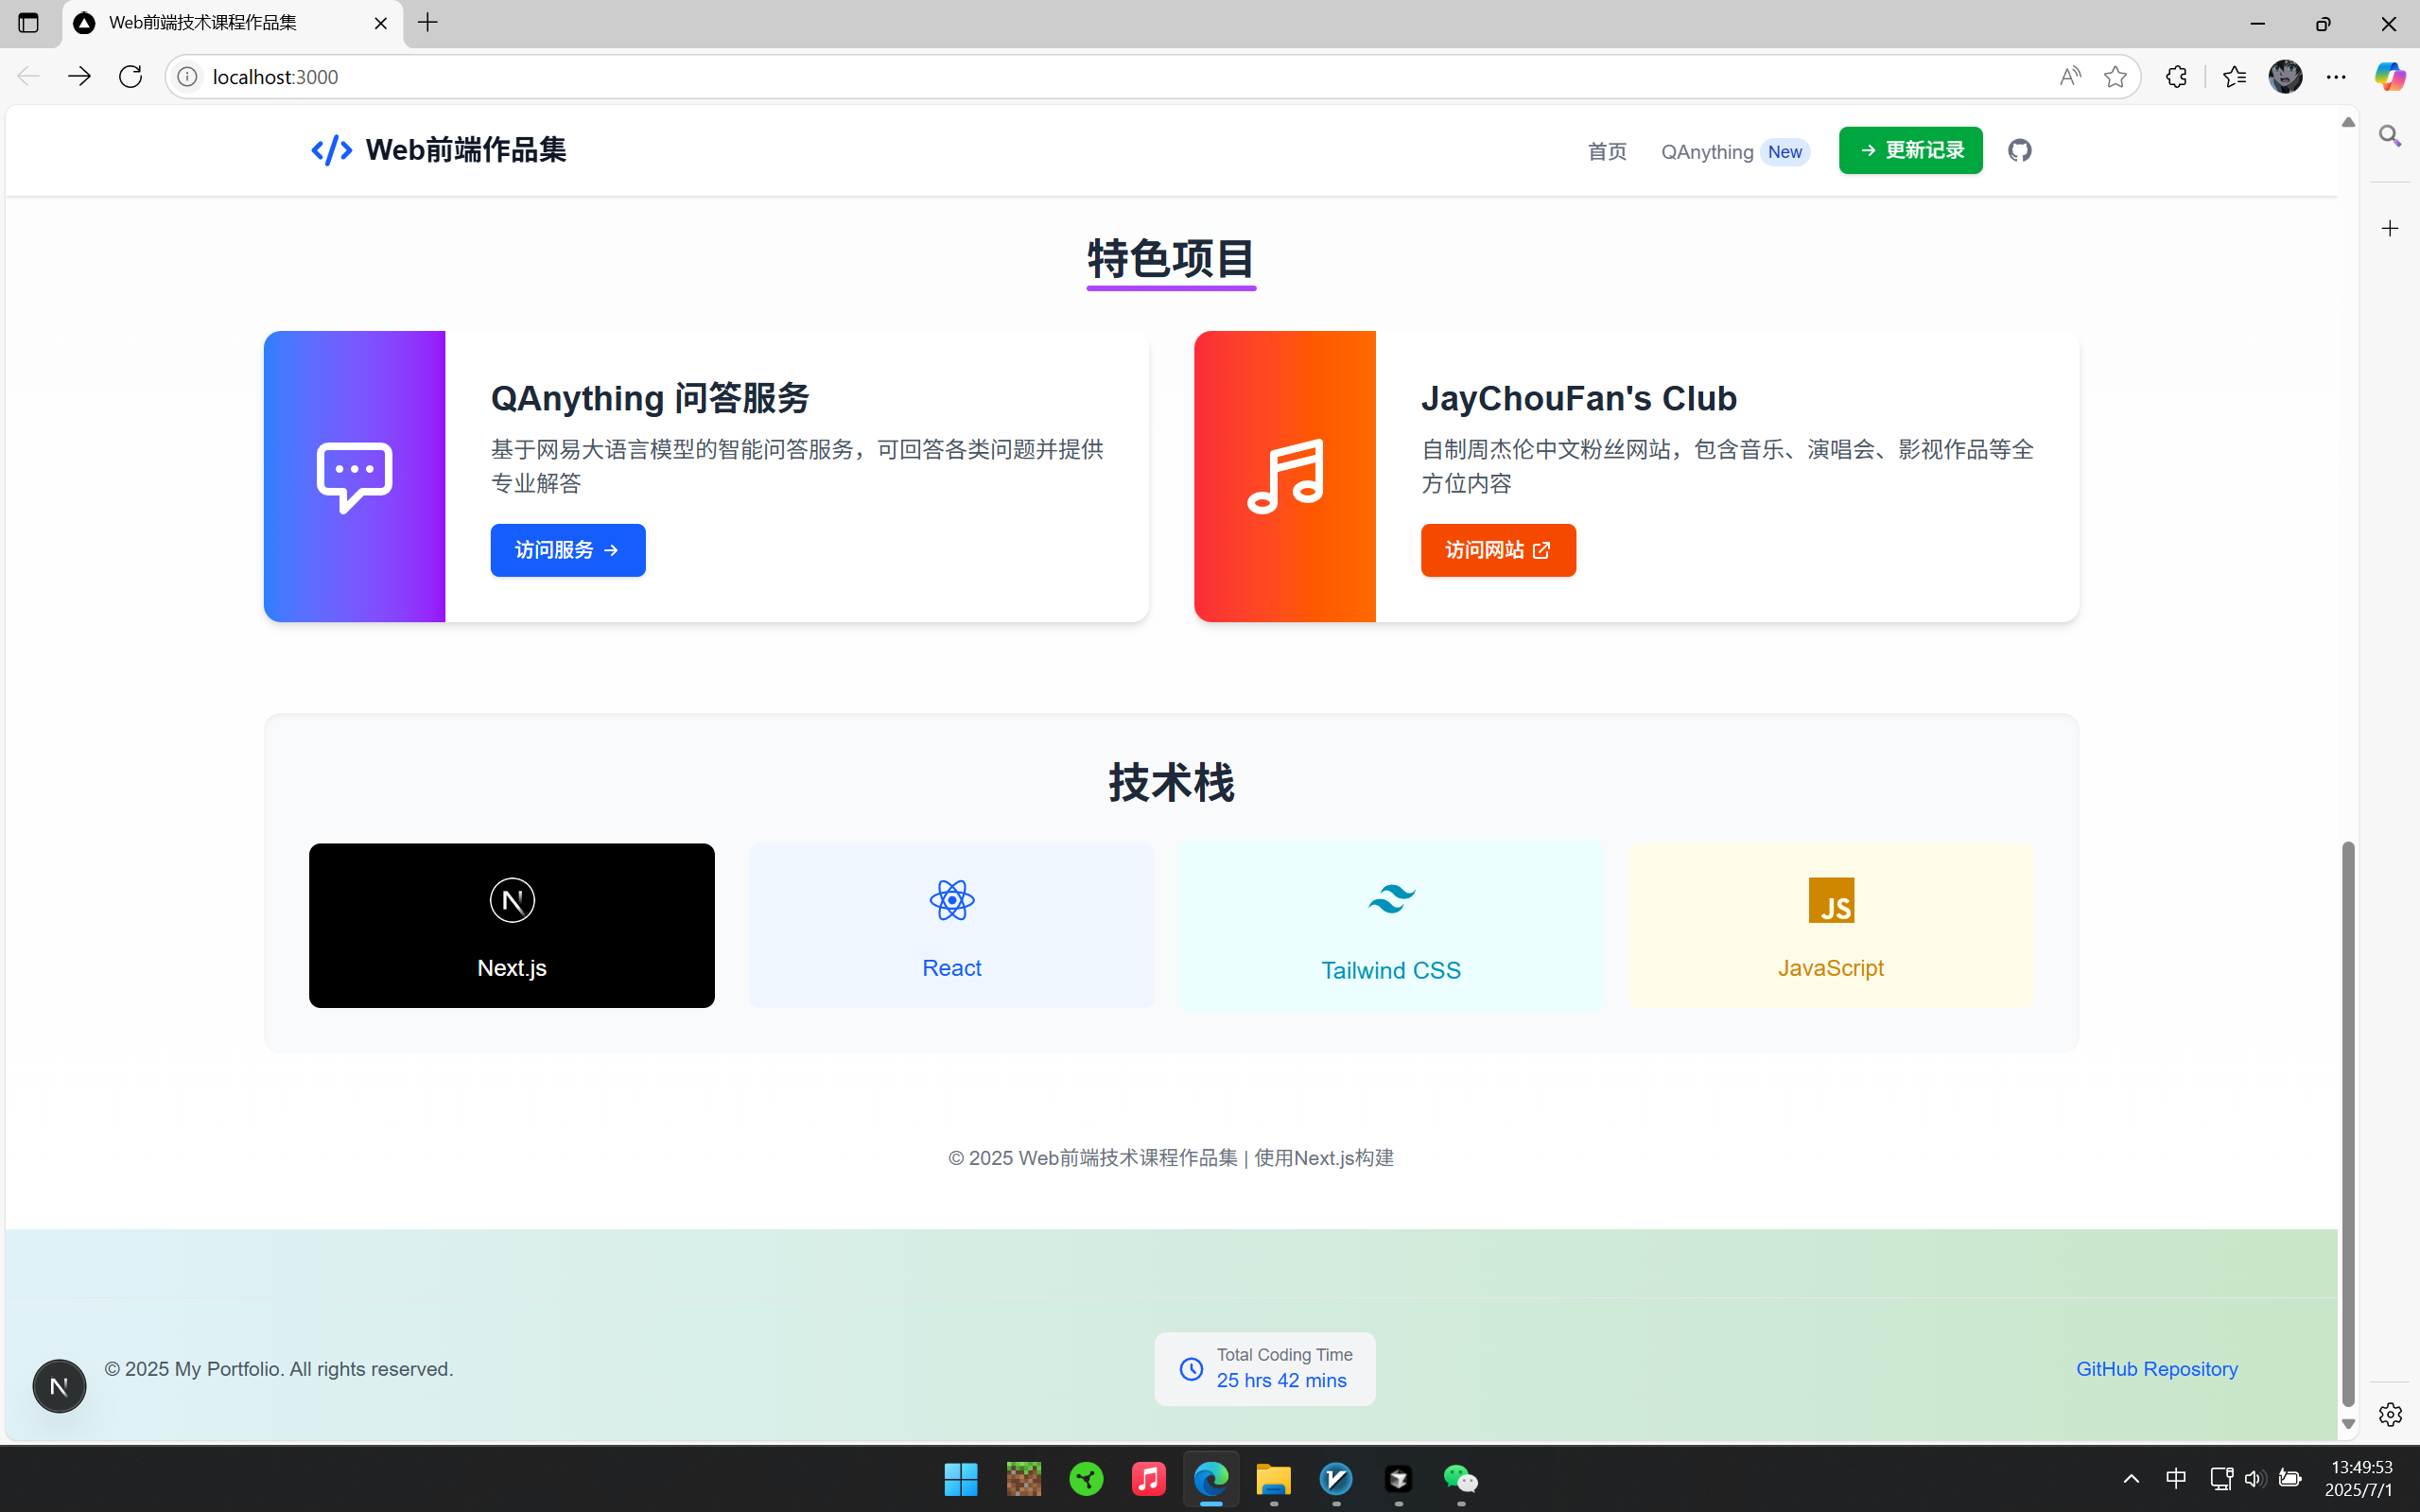 Web前端技术课程作品集
localhost:3000
Web前端作品集
首页
QAnything New
更新记录
特色项目
QAnything 问答服务
基于网易大语言模型的智能问答服务，可回答各类问题并提供
专业解答
访问服务
JayChouFan's Club
自制周杰伦中文粉丝网站，包含音乐、演唱会、影视作品等全
方位内容
访问网站
技术栈
N
Next.js
React
Tailwind CSS
JS
JavaScript
© 2025 Web前端技术课程作品集 | 使用Next.js构建
N
© 2025 My Portfolio. All rights reserved.
Total Coding Time
25 hrs 42 mins
GitHub Repository
中
13:49:53
2025/7/1